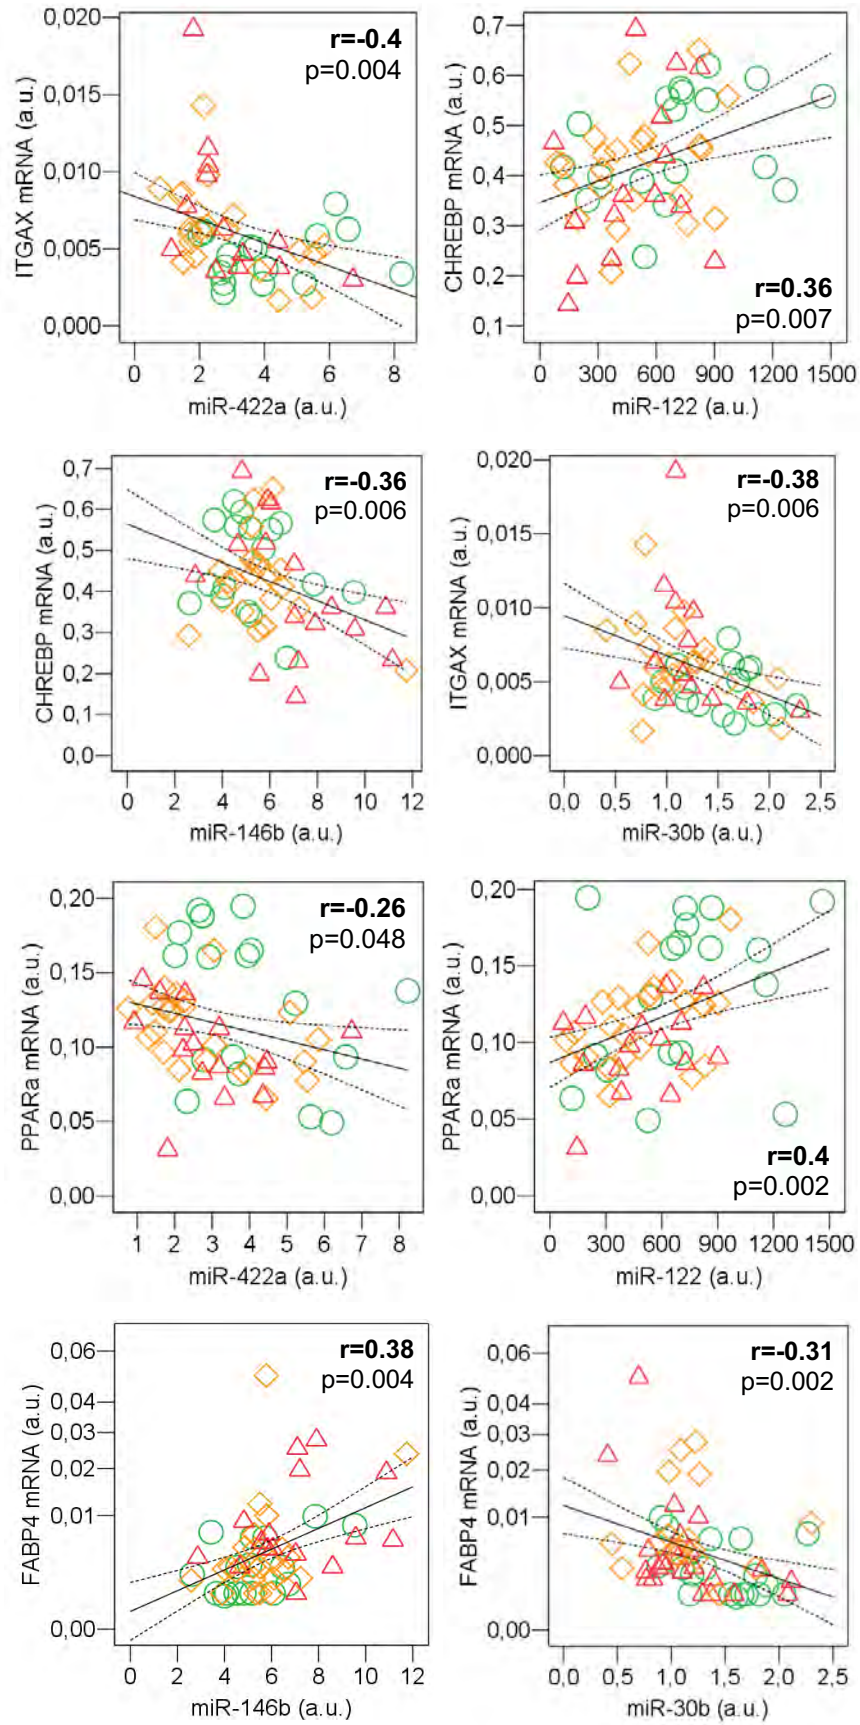 ITGAX mRNA (a.u.)
0,020
0,015
0,010
0,005
0,000
r=-0.4
p=0.004
0 2 4 6 8
miR-422a (a.u.)
CHREBP mRNA (a.u.)
0,7
0,6
0,5
0,4
0,3
0,2
0,1
r=0.36
p=0.007
0 300 600 900 1200 1500
miR-122 (a.u.)
CHREBP mRNA (a.u.)
0,7
0,6
0,5
0,4
0,3
0,2
0,1
0,0
r=-0.36
p=0.006
0 2 4 6 8 10 12
miR-146b (a.u.)
ITGAX mRNA (a.u.)
0,020
0,015
0,010
0,005
0,000
r=-0.38
p=0.006
0,0 0,5 1,0 1,5 2,0 2,5
miR-30b (a.u.)
PPARa mRNA (a.u.)
0,20
0,15
0,10
0,05
0,00
r=-0.26
p=0.048
1 2 3 4 5 6 7 8
miR-422a (a.u.)
PPARa mRNA (a.u.)
0,20
0,15
0,10
0,05
0,00
r=0.4
p=0.002
0 300 600 900 1200 1500
miR-122 (a.u.)
FABP4 mRNA (a.u.)
0,06
0,04
0,03
0,02
0,01
0,00
r=0.38
p=0.004
0 2 4 6 8 10 12
miR-146b (a.u.)
FABP4 mRNA (a.u.)
0,06
0,04
0,03
0,02
0,01
0,00
r=-0.31
p=0.002
0,0 0,5 1,0 1,5 2,0 2,5
miR-30b (a.u.)